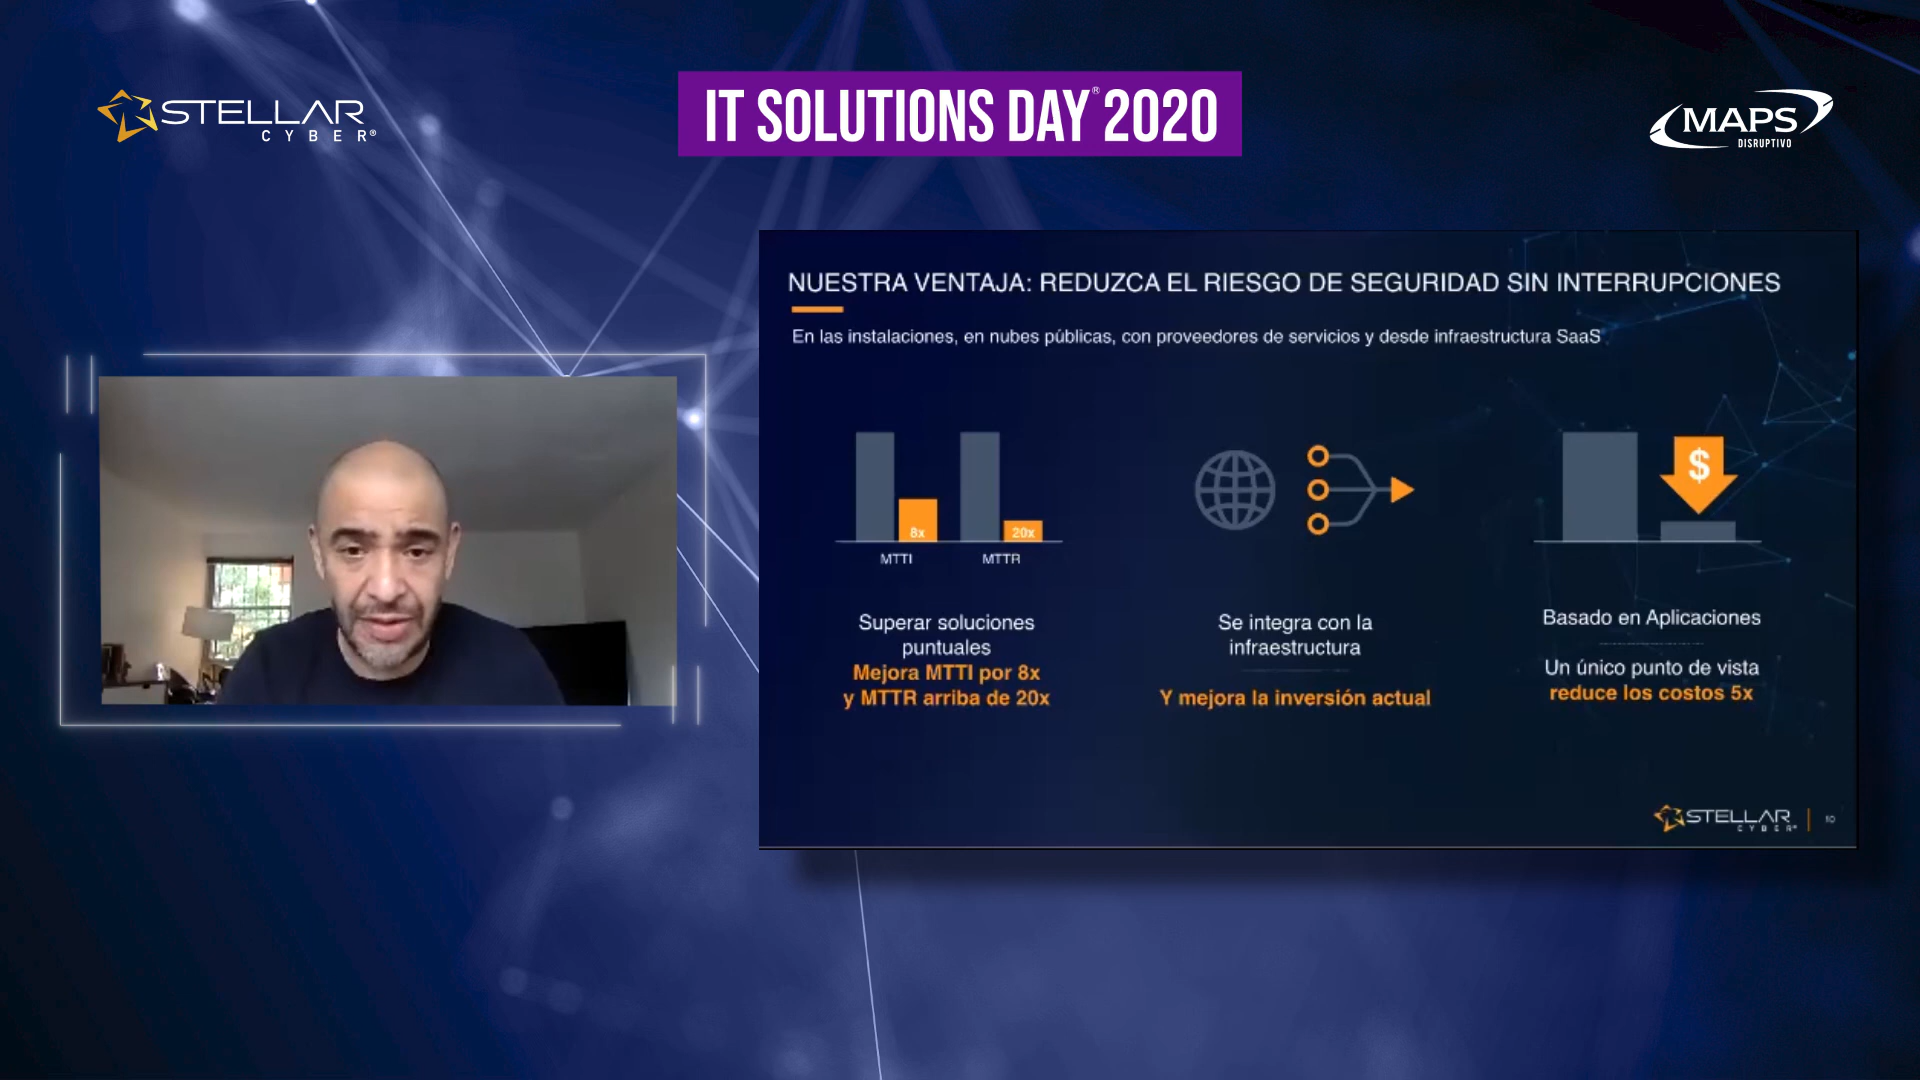 STELLAR
CYBER®
IT SOLUTIONS DAY® 2020
MAPS
DISRUPTIVO
NUESTRA VENTAJA: REDUZCA EL RIESGO DE SEGURIDAD SIN INTERRUPCIONES
En las instalaciones, en nubes públicas, con proveedores de servicios y desde infraestructura SaaS
8x
20x
MTTI
MTTR
Superar soluciones
puntuales
Mejora MTTI por 8x
y MTTR arriba de 20x
Se integra con la
infraestructura
Y mejora la inversión actual
$
Basado en Aplicaciones
Un único punto de vista
reduce los costos 5x
STELLAR
CYBER®
10